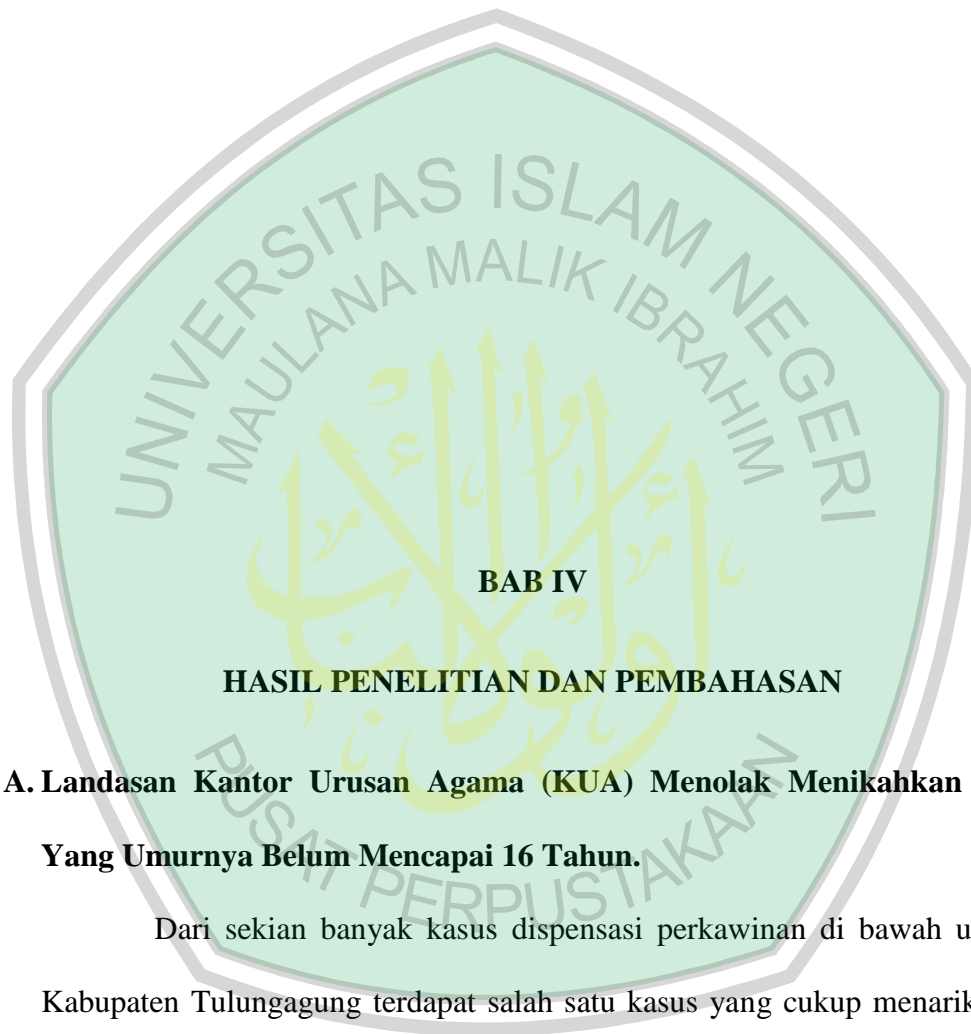 UNIVERSITAS ISLAM NEGERI
MAULANA MALIK IBRAHIM
BAB IV
HASIL PENELITIAN DAN PEMBAHASAN
A. Landasan Kantor Urusan Agama (KUA) Menolak Menikahkan
Yang Umurnya Belum Mencapai 16 Tahun.
Dari sekian banyak kasus dispensasi perkawinan di bawah
Kabupaten Tulungagung terdapat salah satu kasus yang cukup menarik
PUSAT PERPUSTAKAAN